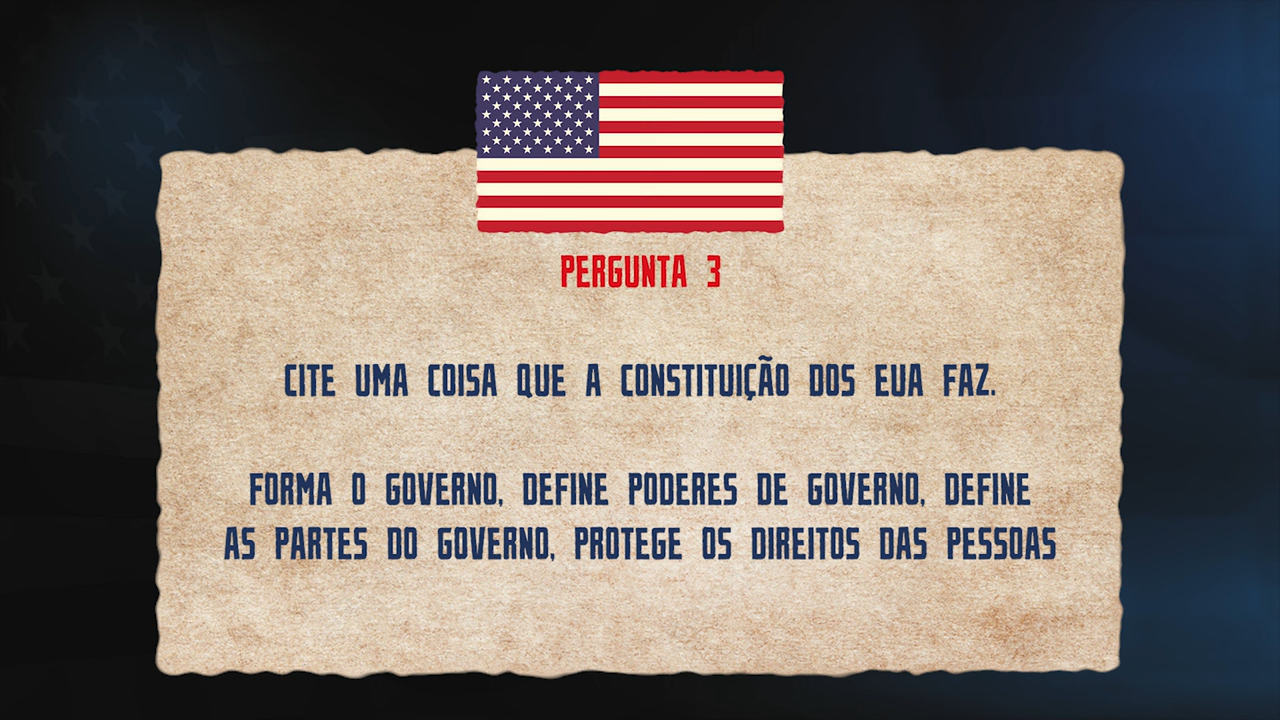 PERGUNTA 3
CITE UMA COISA QUE A CONSTITUIÇÃO DOS EUA FAZ.
FORMA O GOVERNO, DEFINE PODERES DE GOVERNO, DEFINE
AS PARTES DO GOVERNO, PROTEGE OS DIREITOS DAS PESSOAS